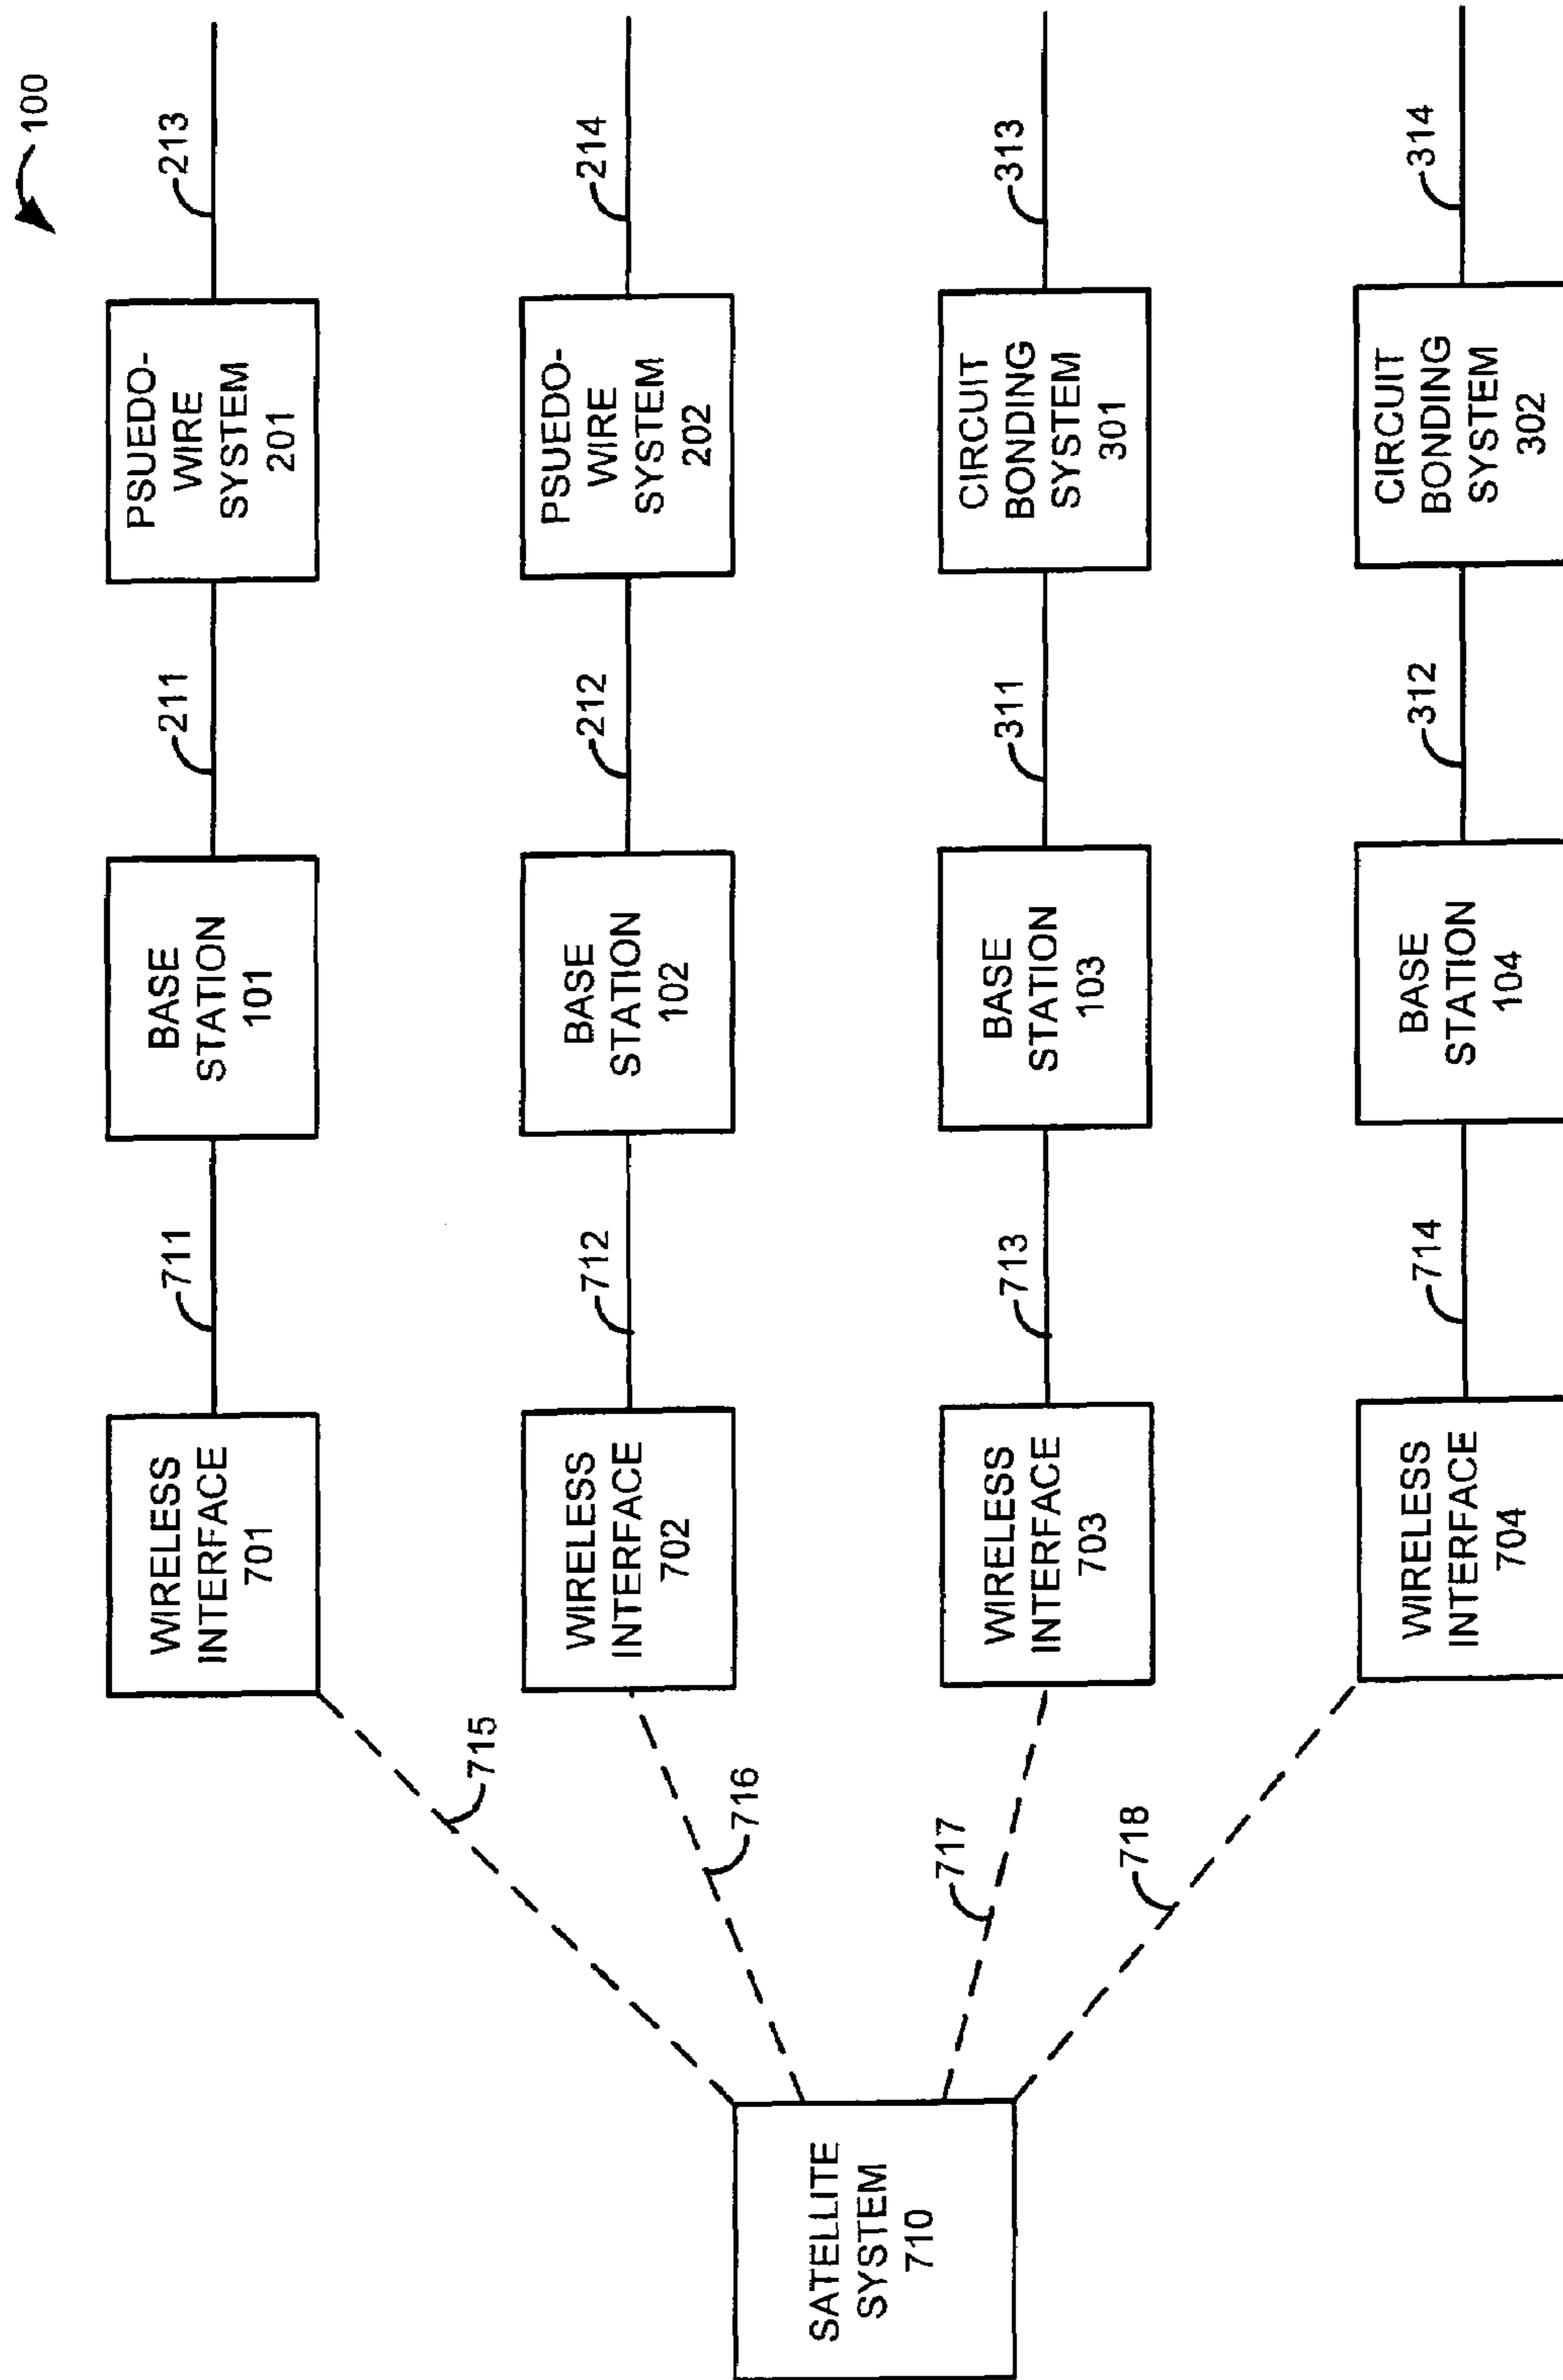 100
213
PSUEDO-
WIRE
SYSTEM
201
211
BASE
STATION
101
711
WIRELESS
INTERFACE
701
715
214
PSUEDO-
WIRE
SYSTEM
202
212
BASE
STATION
102
712
WIRELESS
INTERFACE
702
716
313
CIRCUIT
BONDING
SYSTEM
301
311
BASE
STATION
103
713
WIRELESS
INTERFACE
703
717
314
CIRCUIT
BONDING
SYSTEM
302
312
BASE
STATION
104
714
WIRELESS
INTERFACE
704
718
SATELLITE
SYSTEM
710